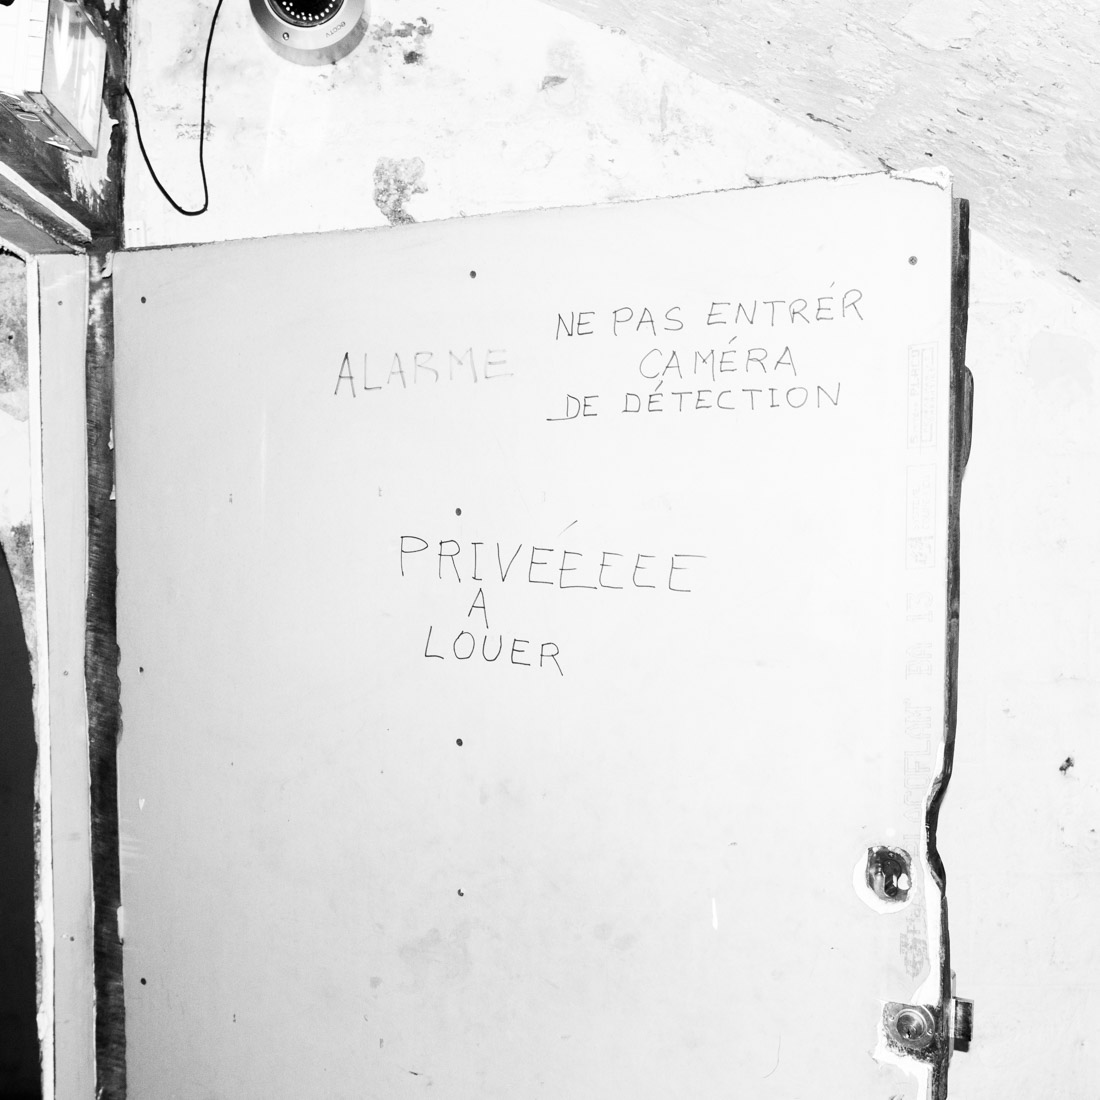 ALARME
NE PAS ENTRÉR
CAMÉRA
DE DÉTECTION
PRIVEÉEEE
A
LOUER